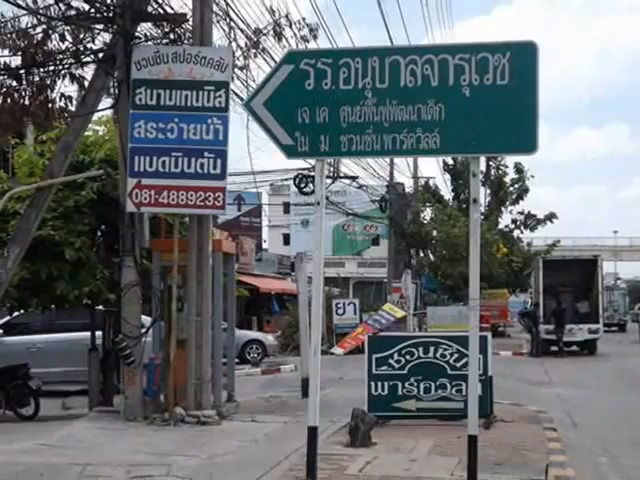 ชวนชื่น สปอร์ตคลับ
สนามเทนนิส
สระว่ายน้ำ
แบดมินตัน
081-4889233
ร.ร.อนุบาลจารุเวช
เจ เค ศูนย์ฟื้นฟูพัฒนาเด็ก
ใน ม ชวนชื่น พาร์ควิลล์
ยา
ชวนชื่น
พาร์ควิลล์